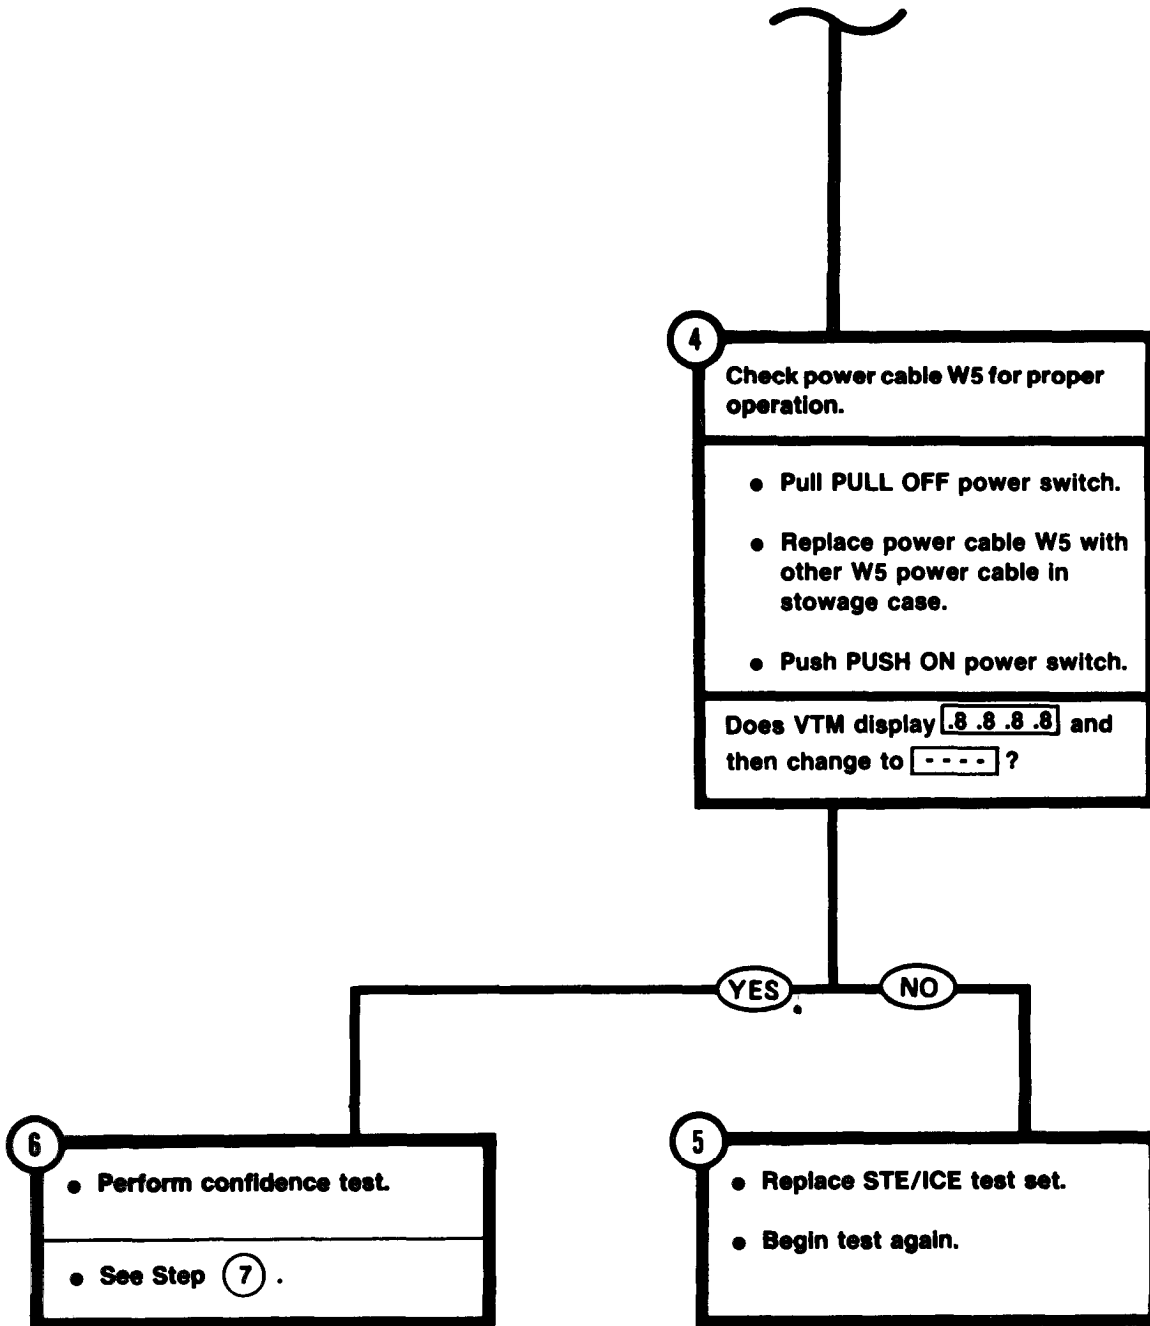 4
Check power cable W5 for proper
operation.
• Pull PULL OFF power switch.
• Replace power cable W5 with
other W5 power cable in
stowage case.
• Push PUSH ON power switch.
Does VTM display .8 .8 .8 .8 and
then change to - - - - ?
YES
NO
6
• Perform confidence test.
• See Step 7 .
5
• Replace STE/ICE test set.
• Begin test again.